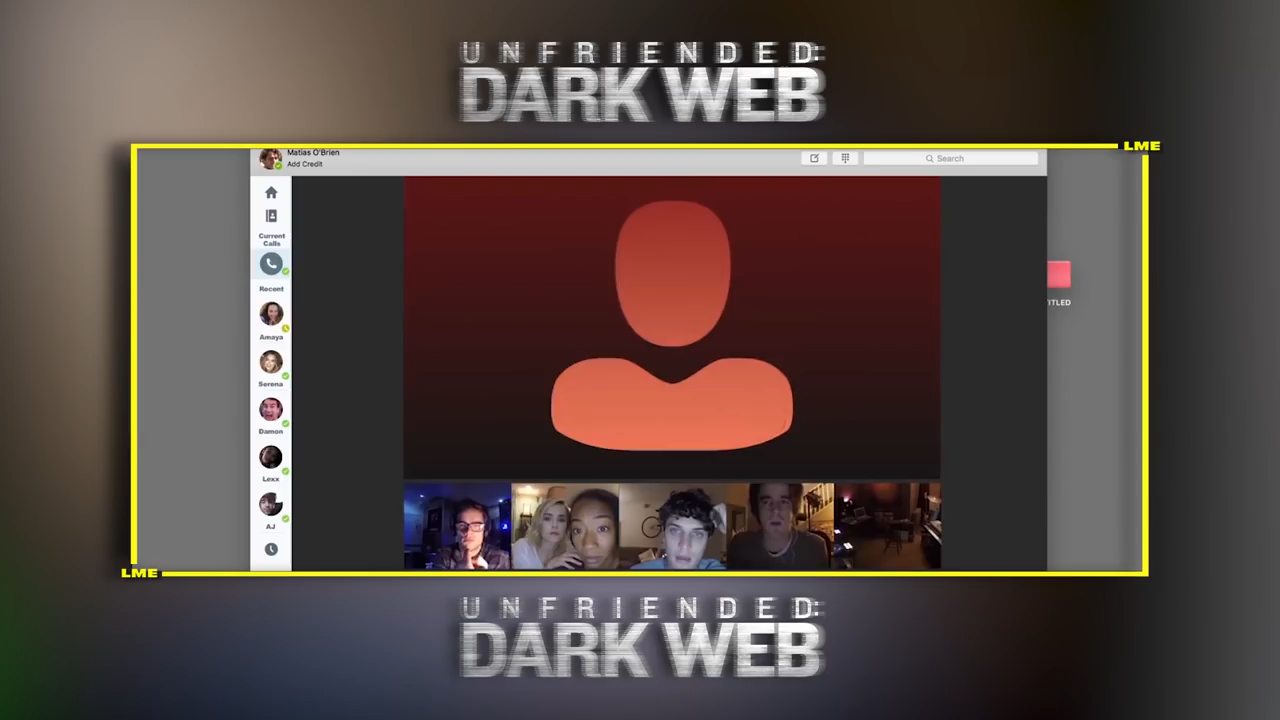 UNFRIENDED:
DARK WEB
LME
Matias O'Brien
Add Credit
Search
Current
Calls
Recent
Amaya
Serena
Damon
Lexx
AJ
ITLED
LME
UNFRIENDED:
DARK WEB